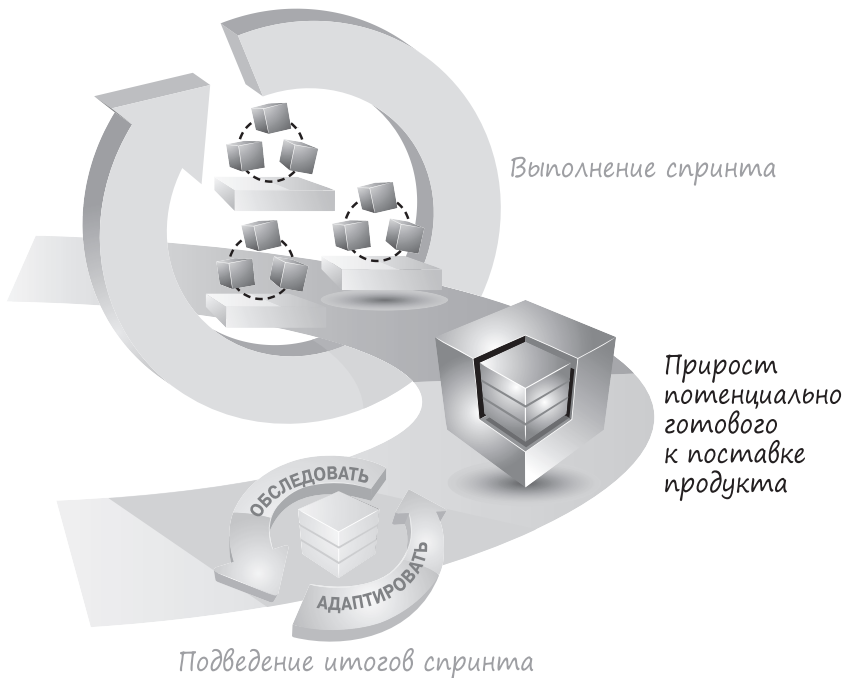 Выполнение спринта
Прирост
потенциально
готового
к поставке
продукта
ОБСЛЕДОВАТЬ
АДАПТИРОВАТЬ
Подведение итогов спринта